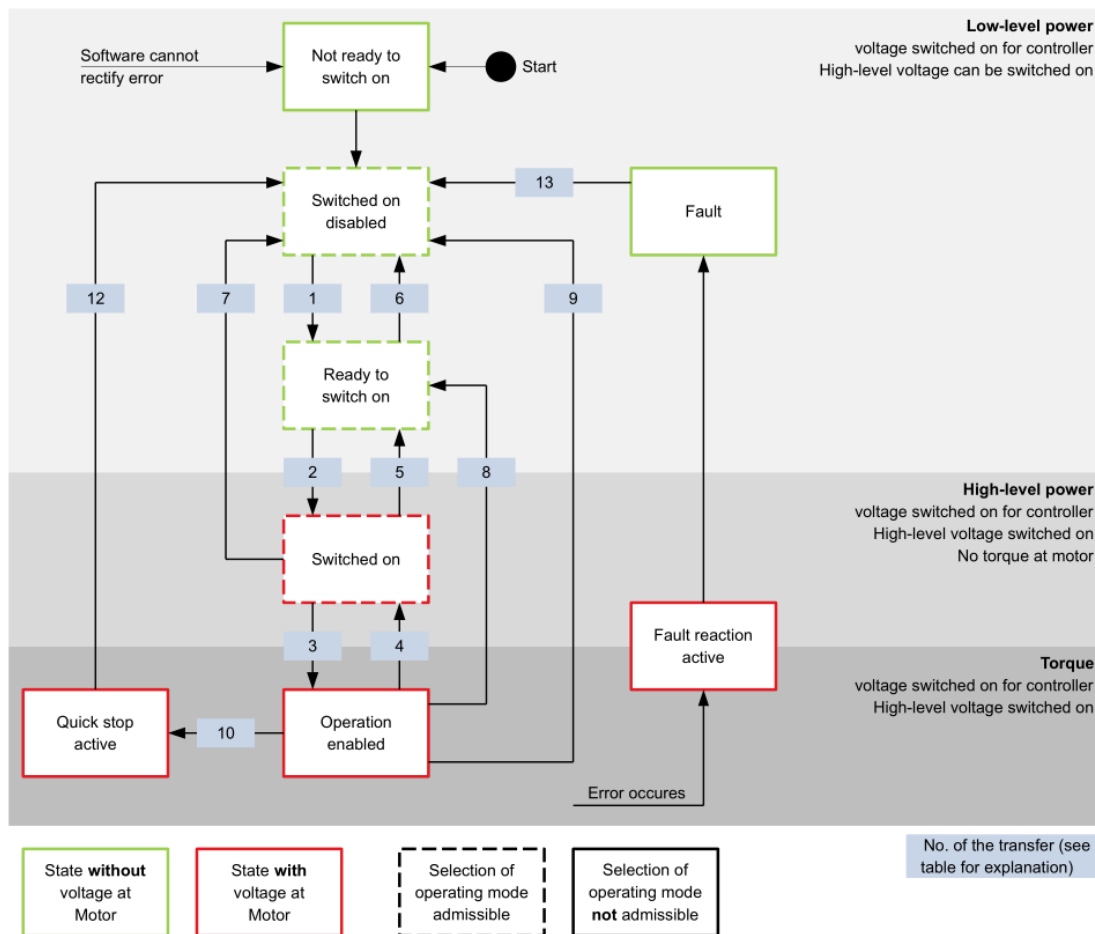 Low-level power
voltage switched on for controller
High-level voltage can be switched on
Software cannot
rectify error
Not ready to
switch on
Start
Switched on
disabled
13
Fault
12
7
1
6
9
Ready to
switch on
2
5
8
High-level power
voltage switched on for controller
High-level voltage switched on
No torque at motor
Switched on
3
4
Fault reaction
active
Torque
voltage switched on for controller
High-level voltage switched on
Quick stop
active
10
Operation
enabled
Error occures
State without
voltage at
Motor
State with
voltage at
Motor
Selection of
operating mode
admissible
Selection of
operating mode
not admissible
No. of the transfer (see
table for explanation)